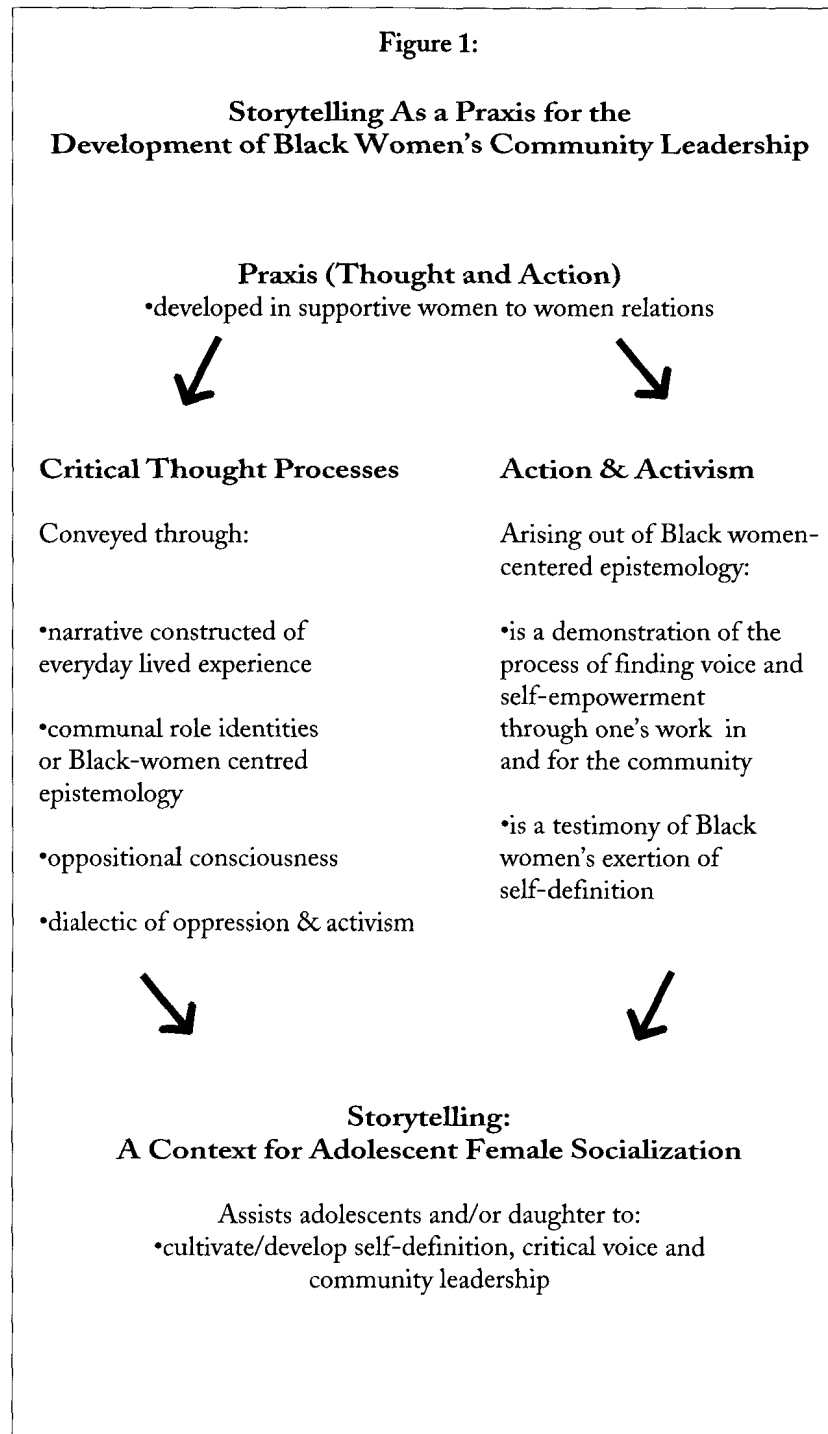 Figure 1:
Storytelling As a Praxis for the
Development of Black Women's Community Leadership
Praxis (Thought and Action)
•developed in supportive women to women relations
Critical Thought Processes
Conveyed through:
•narrative constructed of
everyday lived experience
•communal role identities
or Black-women centred
epistemology
•oppositional consciousness
•dialectic of oppression & activism
Action & Activism
Arising out of Black women-
centered epistemology:
•is a demonstration of the
process of finding voice and
self-empowerment
through one's work in
and for the community
•is a testimony of Black
women's exertion of
self-definition
Storytelling:
A Context for Adolescent Female Socialization
Assists adolescents and/or daughter to:
•cultivate/develop self-definition, critical voice and
community leadership